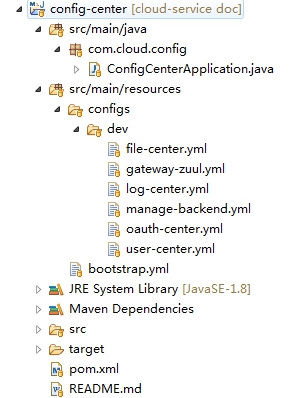 config-center [cloud-service doc]
src/main/java
com.cloud.config
ConfigCenterApplication.java
src/main/resources
configs
dev
file-center.yml
gateway-zuul.yml
log-center.yml
manage-backend.yml
oauth-center.yml
user-center.yml
bootstrap.yml
JRE System Library [JavaSE-1.8]
Maven Dependencies
src
target
pom.xml
README.md